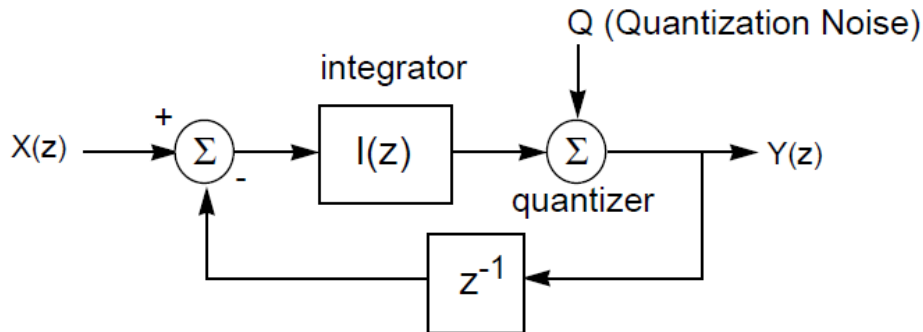 Q (Quantization Noise)
integrator
+
X(z)
Σ
-
I(z)
Σ
Y(z)
quantizer
z⁻¹